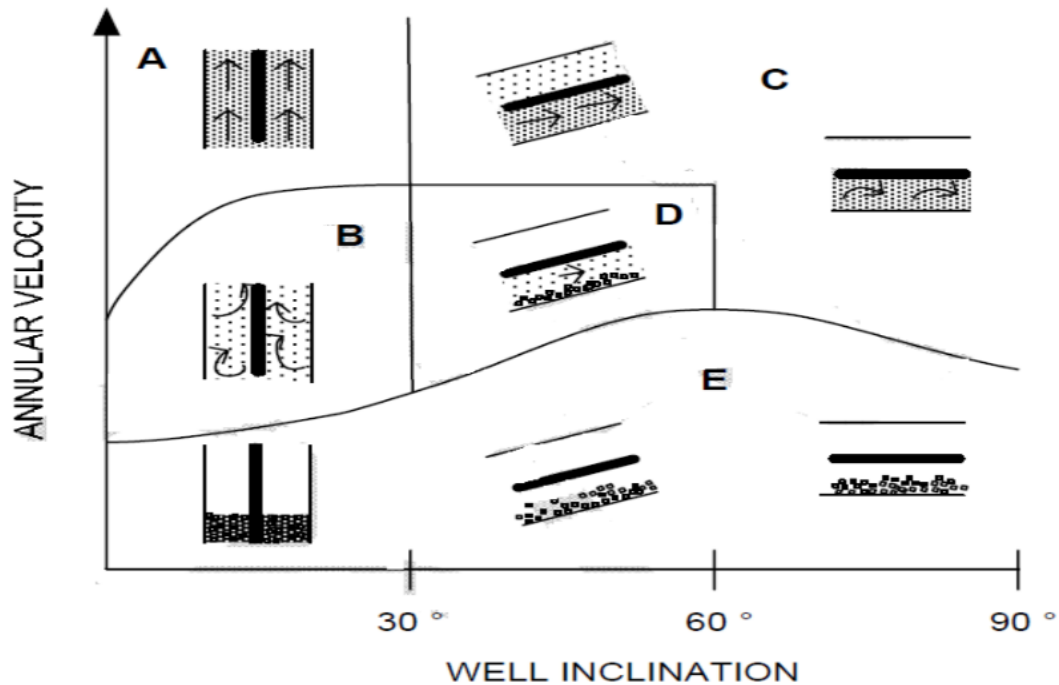 A
C
B
D
E
ANNULAR VELOCITY
30 °
60 °
90 °
WELL INCLINATION